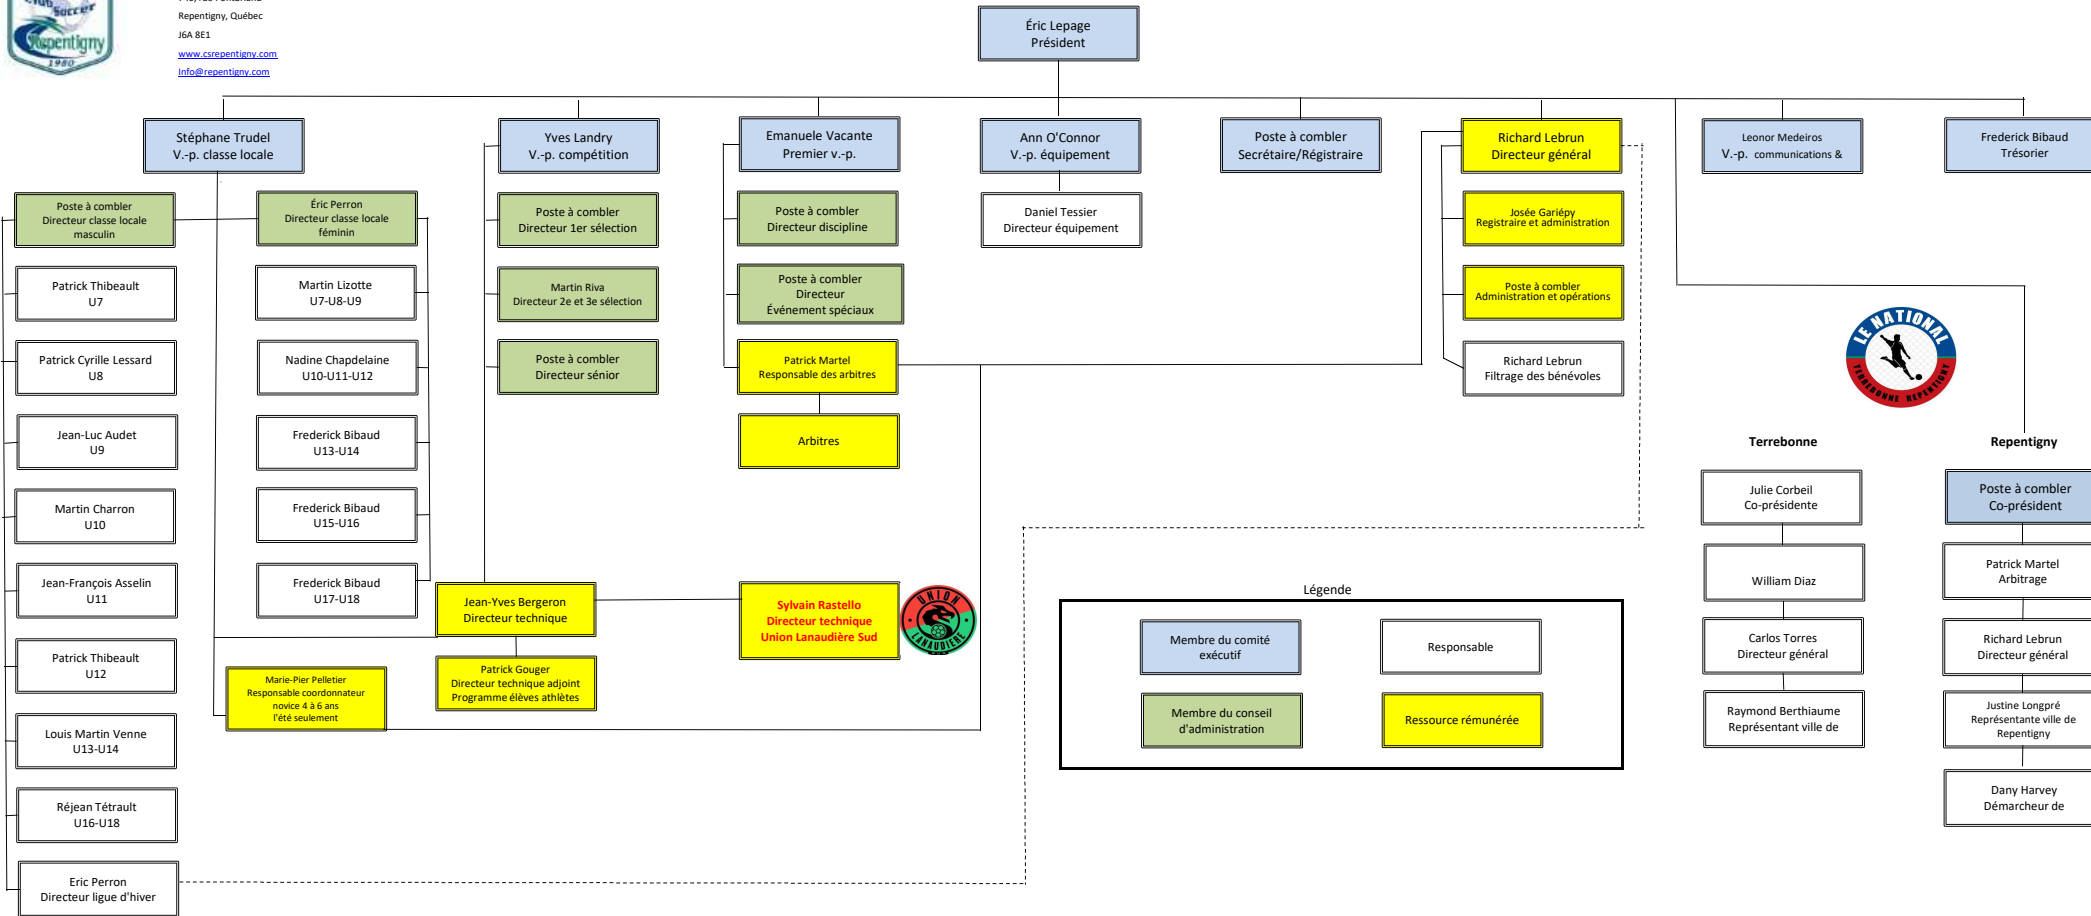 Club Soccer
Repentigny
1980
Repentigny, Québec
J6A 8E1
www.csrepentigny.com
Info@repentigny.com
Éric Lepage
Président
Stéphane Trudel
V.-p. classe locale
Yves Landry
V.-p. compétition
Emanuele Vacante
Premier v.-p.
Ann O'Connor
V.-p. équipement
Poste à combler
Secrétaire/Régistraire
Richard Lebrun
Directeur général
Leonor Medeiros
V.-p. communications &
Frederick Bibaud
Trésorier
Poste à combler
Directeur classe locale
masculin
Éric Perron
Directeur classe locale
féminin
Poste à combler
Directeur 1er sélection
Poste à combler
Directeur discipline
Daniel Tessier
Directeur équipement
Josée Gariépy
Registraire et administration
Patrick Thibeault
U7
Martin Lizotte
U7-U8-U9
Martin Riva
Directeur 2e et 3e sélection
Poste à combler
Directeur
Événement spéciaux
Poste à combler
Administration et opérations
Patrick Cyrille Lessard
U8
Nadine Chapdelaine
U10-U11-U12
Poste à combler
Directeur sénior
Patrick Martel
Responsable des arbitres
Richard Lebrun
Filtrage des bénévoles
LE NATIONAL
TERREBONNE REPENTIGNY
Jean-Luc Audet
U9
Frederick Bibaud
U13-U14
Arbitres
Terrebonne
Repentigny
Martin Charron
U10
Frederick Bibaud
U15-U16
Julie Corbeil
Co-présidente
Poste à combler
Co-président
Jean-François Asselin
U11
Frederick Bibaud
U17-U18
Jean-Yves Bergeron
Directeur technique
Sylvain Rastello
Directeur technique
Union Lanaudière Sud
UNION
LANAUDIÈRE
William Diaz
Patrick Martel
Arbitrage
Légende
Membre du comité
exécutif
Responsable
Membre du conseil
d'administration
Ressource rémunérée
Carlos Torres
Directeur général
Richard Lebrun
Directeur général
Patrick Thibeault
U12
Marie-Pier Pelletier
Responsable coordonnateur
novice 4 à 6 ans
l'été seulement
Patrick Gouger
Directeur technique adjoint
Programme élèves athlètes
Raymond Berthiaume
Représentant ville de
Justine Longpré
Représentante ville de
Repentigny
Louis Martin Venne
U13-U14
Réjean Tétrault
U16-U18
Dany Harvey
Démarcheur de
Eric Perron
Directeur ligue d'hiver